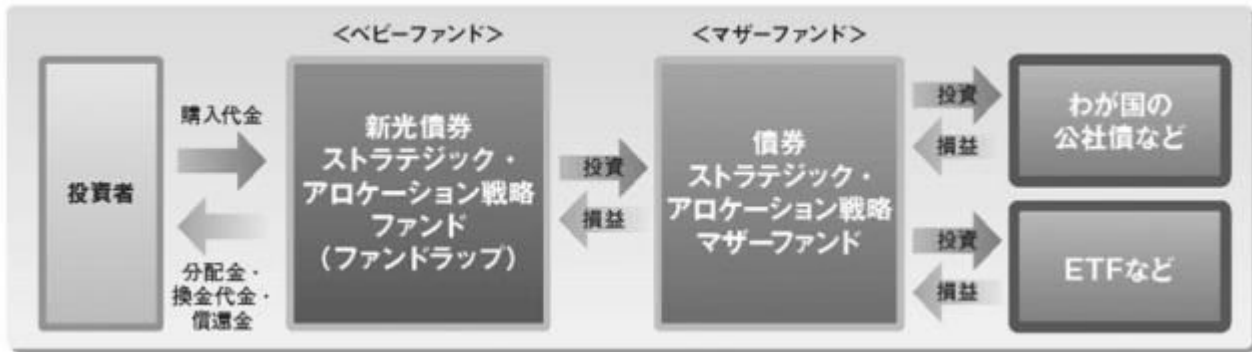 <ベビーファンド>
<マザーファンド>
投資者
購入代金
分配金・
換金代金・
償還金
新光債券
ストラテジック・
アロケーション戦略
ファンド
(ファンドラップ)
投資
損益
債券
ストラテジック・
アロケーション戦略
マザーファンド
投資
損益
わが国の
公社債など
投資
損益
ETFなど